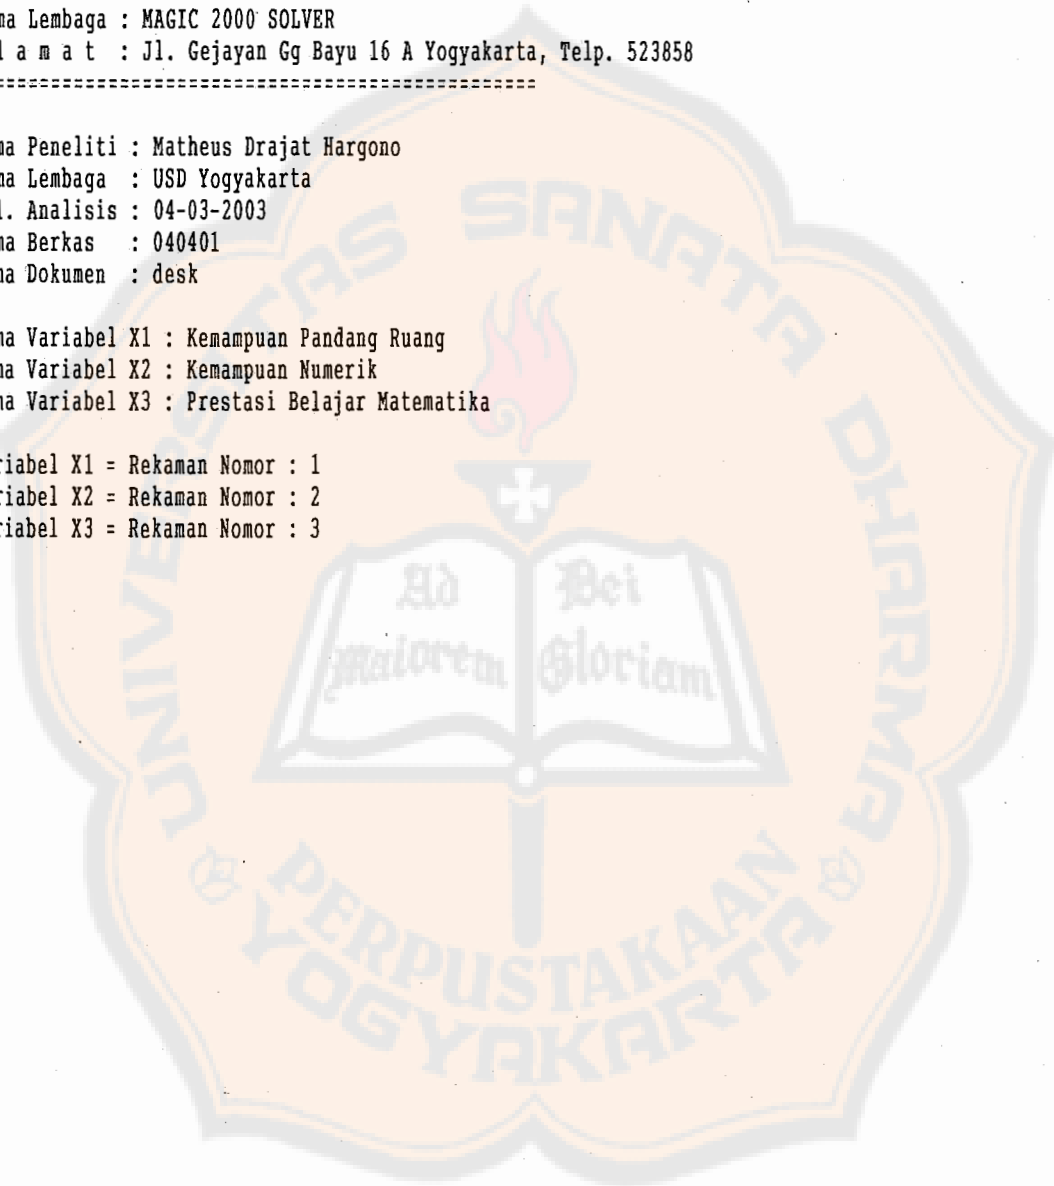 ma Lembaga : MAGIC 2000 SOLVER
l a m a t : Jl. Gejayan Gg Bayu 16 A Yogyakarta, Telp. 523858
==================================================
ma Peneliti : Matheus Drajat Hargono
ma Lembaga : USD Yogyakarta
l. Analisis : 04-03-2003
ma Berkas : 040401
ma Dokumen : desk
ma Variabel X1 : Kemampuan Pandang Ruang
ma Variabel X2 : Kemampuan Numerik
ma Variabel X3 : Prestasi Belajar Matematika
riabel X1 = Rekaman Nomor : 1
riabel X2 = Rekaman Nomor : 2
riabel X3 = Rekaman Nomor : 3
UNIVERSITAS SANATA DHARMA
Ad Dei
maiorem Gloriam
PERPUSTAKAAN
YOGYAKARTA